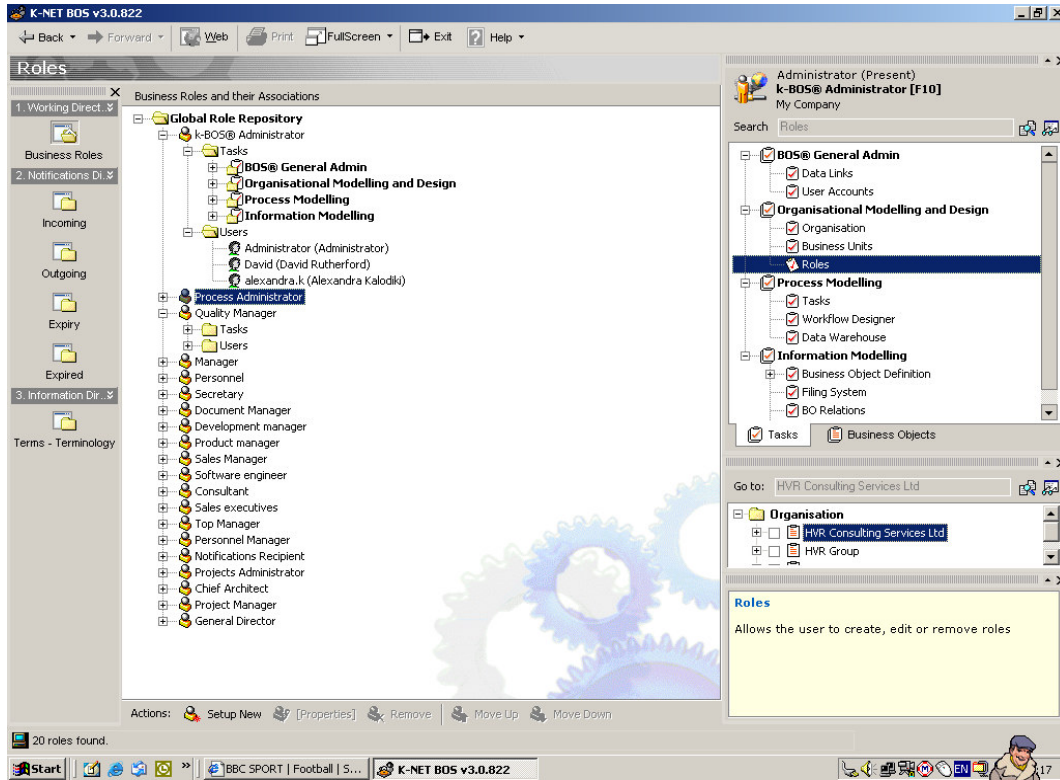 K-NET BOS v3.0.822
Back Forward Web Print FullScreen Exit Help
Roles
1. Working Direct..
Business Roles
2. Notifications Di..
Incoming
Outgoing
Expiry
Expired
3. Information Dir..
Terms - Terminology
Business Roles and their Associations
Global Role Repository
k-BOS® Administrator
Tasks
BOS® General Admin
Organisational Modelling and Design
Process Modelling
Information Modelling
Users
Administrator (Administrator)
David (David Rutherford)
alexandra.k (Alexandra Kalodiki)
Process Administrator
Quality Manager
Tasks
Users
Manager
Personnel
Secretary
Document Manager
Development manager
Product manager
Sales Manager
Software engineer
Consultant
Sales executives
Top Manager
Personnel Manager
Notifications Recipient
Projects Administrator
Chief Architect
Project Manager
General Director
Actions: Setup New [Properties] Remove Move Up Move Down
Administrator (Present)
k-BOS® Administrator [F10]
My Company
Search Roles
BOS® General Admin
Data Links
User Accounts
Organisational Modelling and Design
Organisation
Business Units
Roles
Process Modelling
Tasks
Workflow Designer
Data Warehouse
Information Modelling
Business Object Definition
Filing System
BO Relations
Tasks Business Objects
Go to: HVR Consulting Services Ltd
Organisation
HVR Consulting Services Ltd
HVR Group
Roles
Allows the user to create, edit or remove roles
20 roles found.
Start BBC SPORT | Football | S... K-NET BOS v3.0.822 EN 17